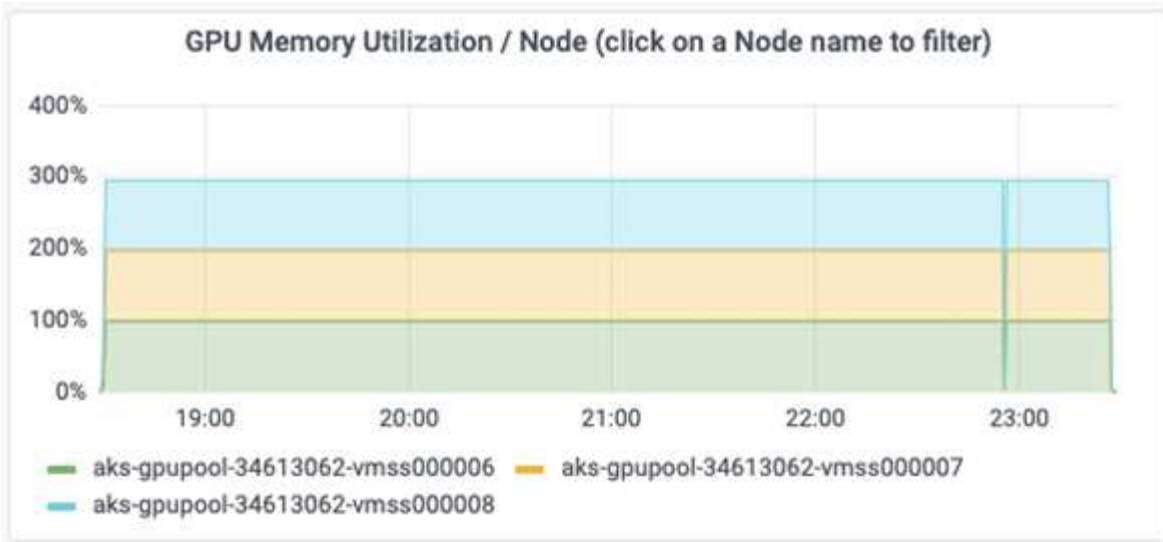 GPU Memory Utilization / Node (click on a Node name to filter)
400%
300%
200%
100%
0%
19:00 20:00 21:00 22:00 23:00
aks-gpupool-34613062-vmss000006 aks-gpupool-34613062-vmss000007
aks-gpupool-34613062-vmss000008